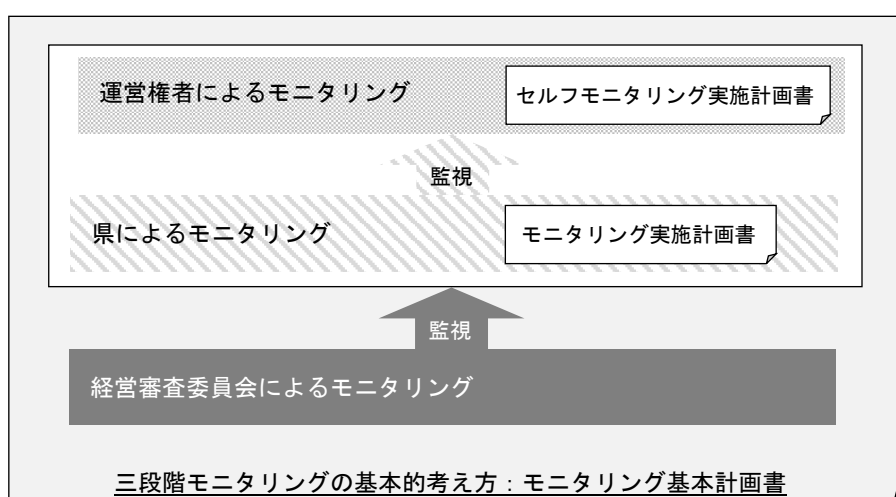 運営権者によるモニタリング
セルフモニタリング実施計画書
監視
県によるモニタリング
モニタリング実施計画書
監視
経営審査委員会によるモニタリング
三段階モニタリングの基本的考え方：モニタリング基本計画書